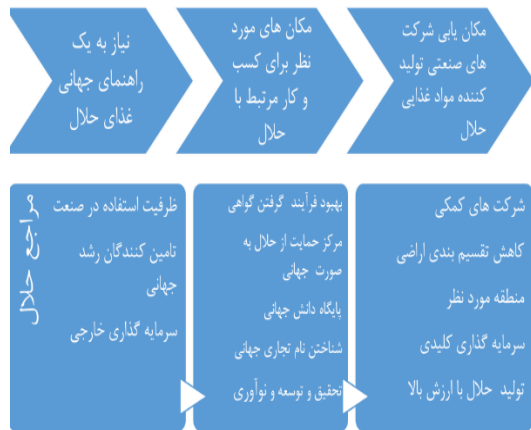 نیاز به یک
راهنمای جهانی
غذای حلال
مکان های مورد
نظر برای کسب
و کار مرتبط با
حلال
مکان یابی شرکت
های صنعتی تولید
کننده مواد غذایی
حلال
مراجع حلال
ظرفیت استفاده در صنعت
تامین کنندگان رشد
جهانی
سرمایه گذاری خارجی
بهبود فرآیند گرفتن گواهی
مرکز حمایت از حلال به
صورت جهانی
پایگاه دانش جهانی
شناختن نام تجاری جهانی
تحقیق و توسعه و نوآوری
شرکت های کمکی
کاهش تقسیم بندی اراضی
منطقه مورد نظر
سرمایه گذاری کلیدی
تولید حلال با ارزش بالا